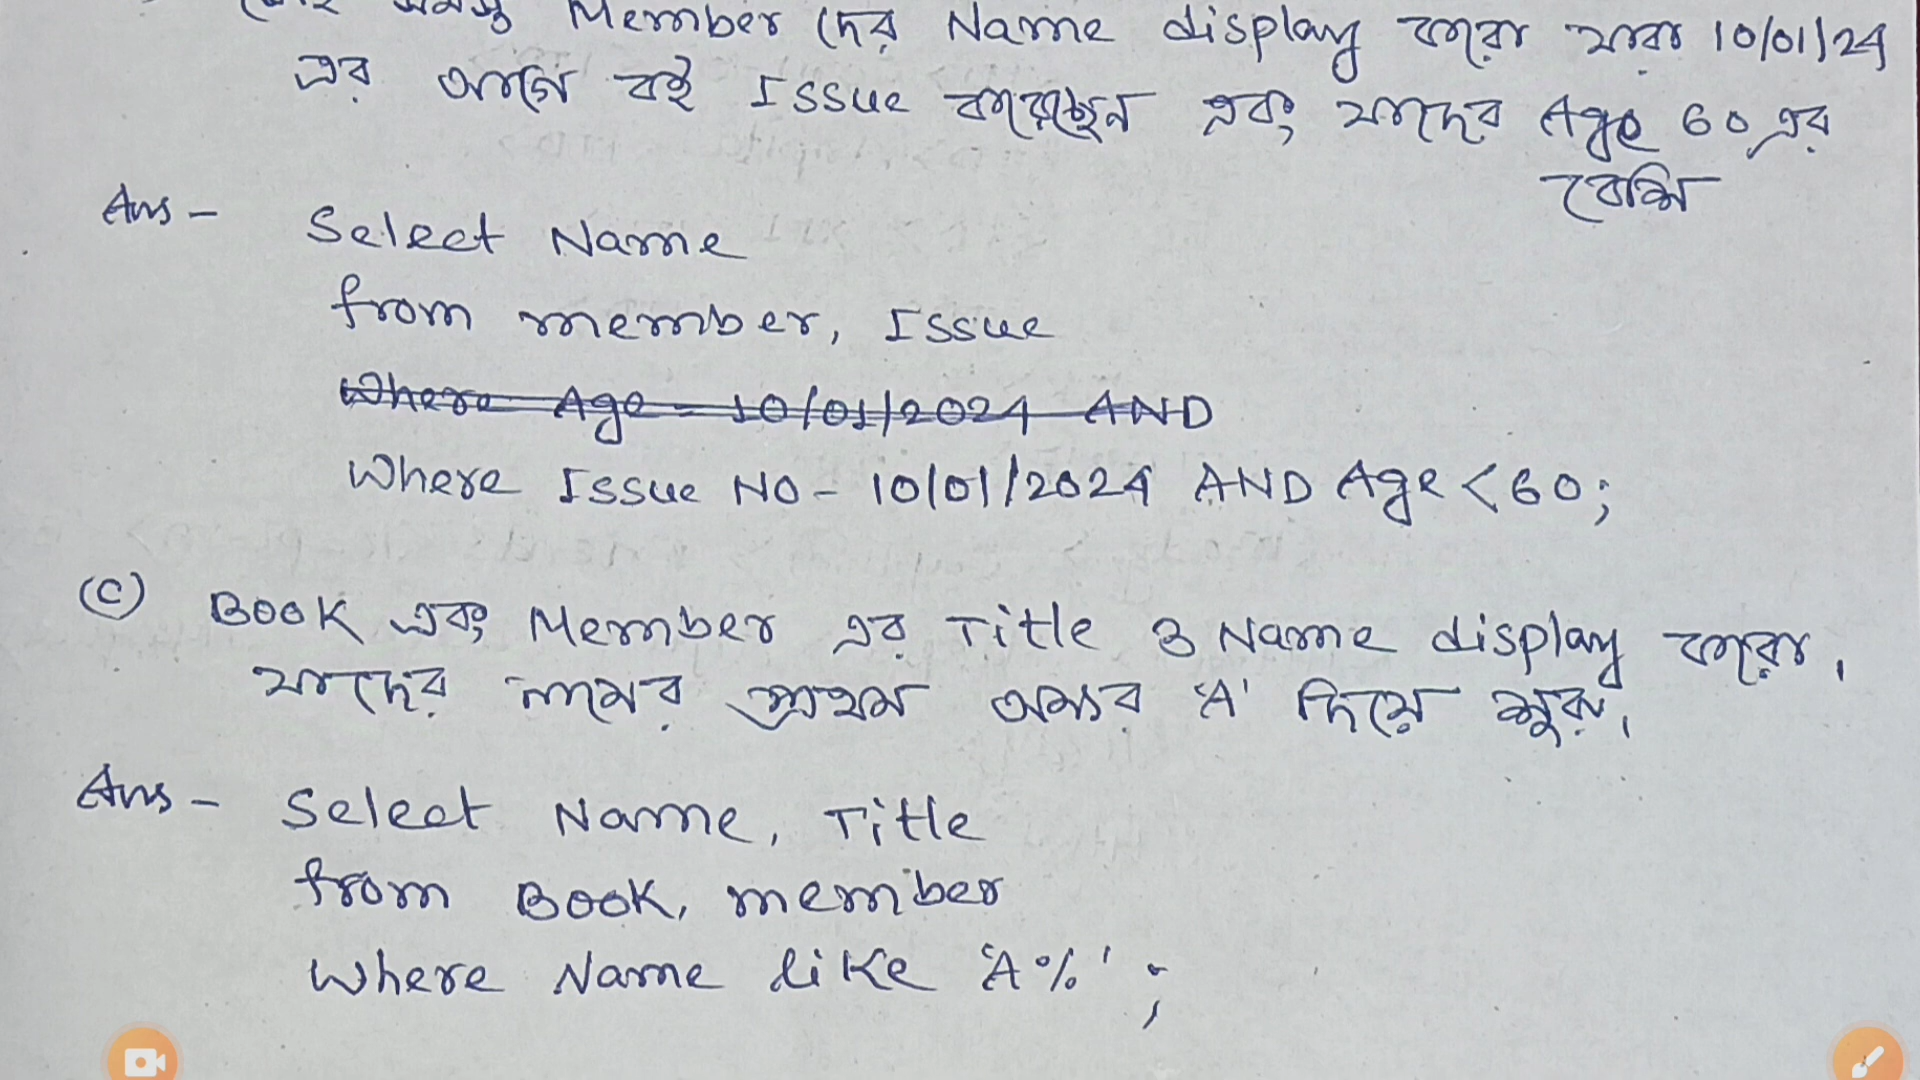 সমস্ত Member দের Name display করো যারা 10/01/24
এর আগে বই Issue করেছেন এবং যাদের Age 60 এর
বেশি
Ans - Select Name
from member, Issue
Where Age - 10/01/2024 AND
Where Issue NO - 10/01/2024 AND Age < 60;
(C) Book এবং Member এর Title ও Name display করো,
যাদের নামের প্রথম অক্ষর 'A' দিয়ে শুরু,
Ans - Select Name, Title
from Book, member
Where Name like 'A%' ;